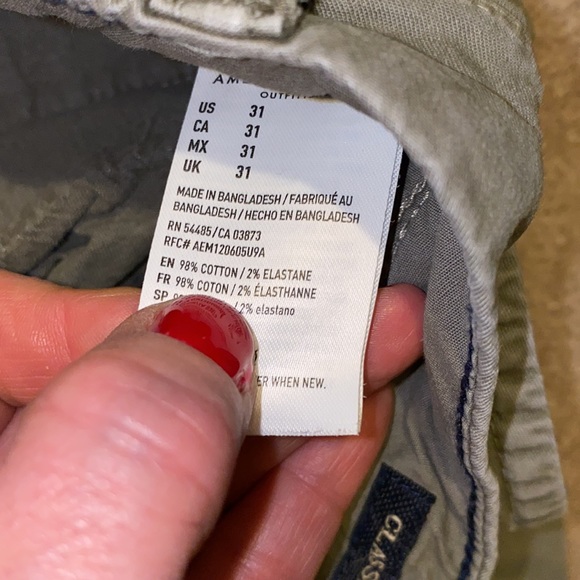 US 31
CA 31
MX 31
UK 31
MADE IN BANGLADESH / FABRIQUÉ AU
BANGLADESH / HECHO EN BANGLADESH
RN 54485/CA 03873
RFC# AEM120605U9A
EN 98% COTTON / 2% ELASTANE
FR 98% COTON / 2% ÉLASTHANNE
SP /2% elastano
WHEN NEW.